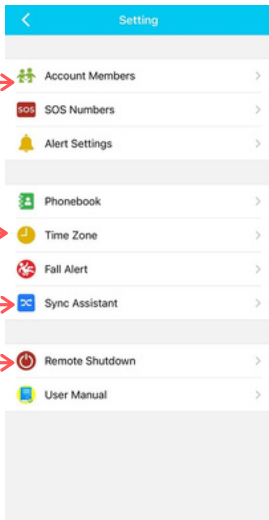 Setting
Account Members
SOS SOS Numbers
Alert Settings
Phonebook
Time Zone
Fall Alert
Sync Assistant
Remote Shutdown
User Manual